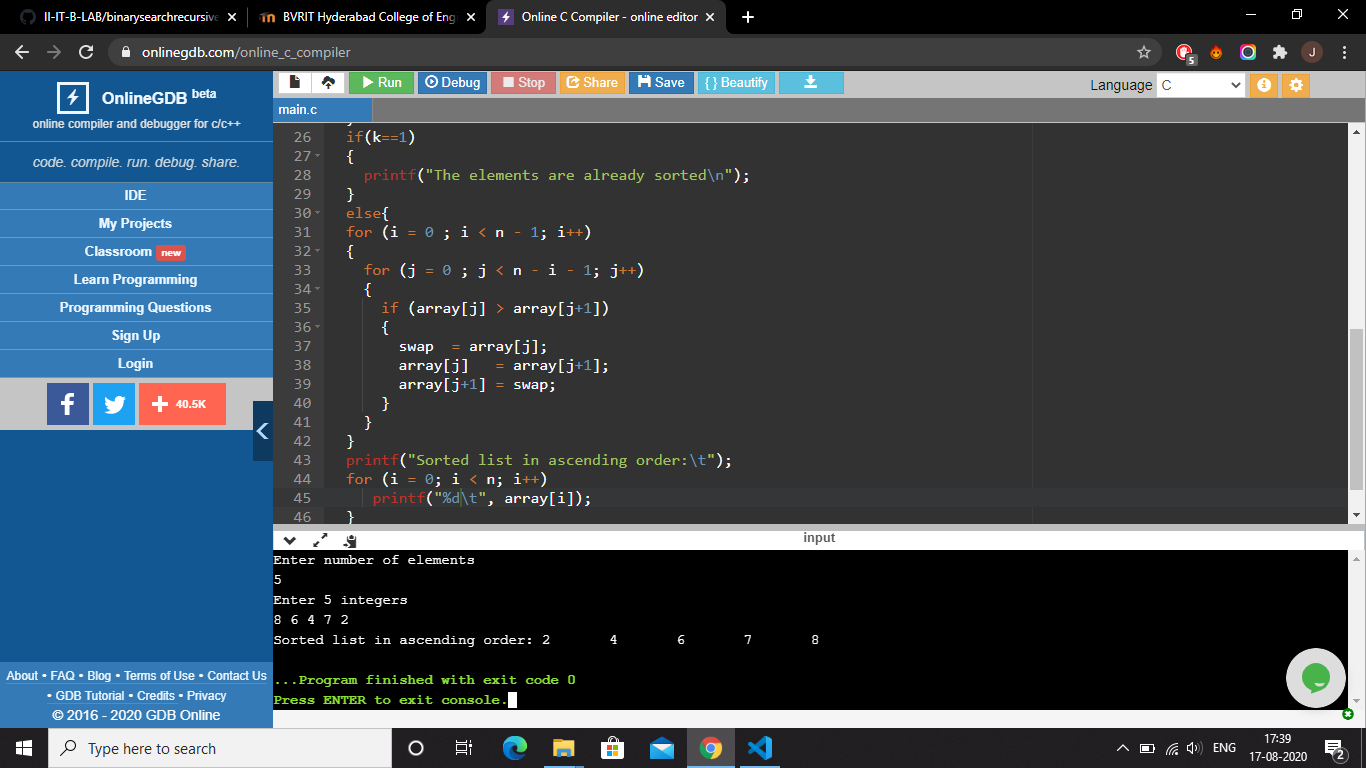 II-IT-B-LAB/binarysearchrecursive
BVRIT Hyderabad College of Eng
Online C Compiler - online editor
onlinegdb.com/online_c_compiler
5
J
OnlineGDB beta
online compiler and debugger for c/c++
code. compile. run. debug. share.
IDE
My Projects
Classroom new
Learn Programming
Programming Questions
Sign Up
Login
f
40.5K
About • FAQ • Blog • Terms of Use • Contact Us
• GDB Tutorial • Credits • Privacy
© 2016 - 2020 GDB Online
Run Debug Stop Share Save { } Beautify
Language C
main.c
26 if(k==1)
27 {
28 printf("The elements are already sorted\n");
29 }
30 else{
31 for (i = 0 ; i < n - 1; i++)
32 {
33 for (j = 0 ; j < n - i - 1; j++)
34 {
35 if (array[j] > array[j+1])
36 {
37 swap  = array[j];
38 array[j]   = array[j+1];
39 array[j+1] = swap;
40 }
41 }
42 }
43 printf("Sorted list in ascending order:\t");
44 for (i = 0; i < n; i++)
45 printf("%d\t", array[i]);
46 }
input
Enter number of elements
5
Enter 5 integers
8 6 4 7 2
Sorted list in ascending order: 2 4 6 7 8
...Program finished with exit code 0
Press ENTER to exit console.
Type here to search
ENG
17:39
17-08-2020
2